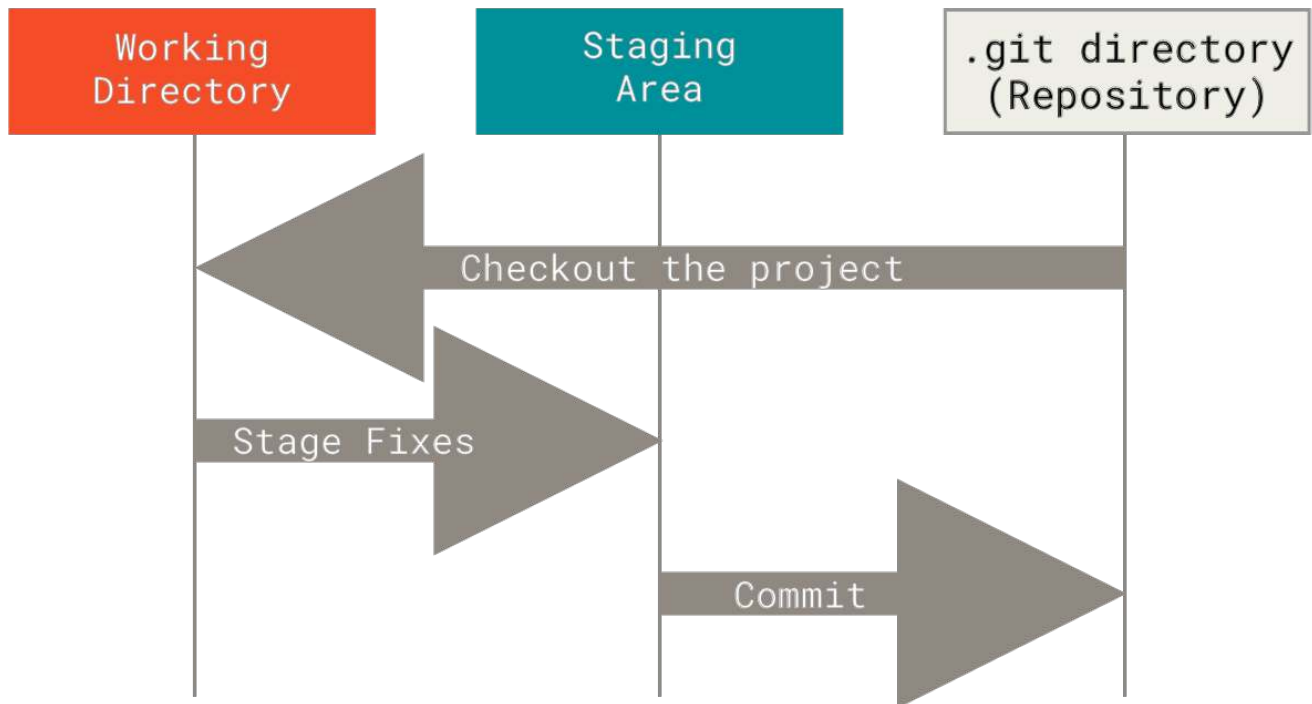 Working
Directory
Staging
Area
.git directory
(Repository)
Checkout the project
Stage Fixes
Commit